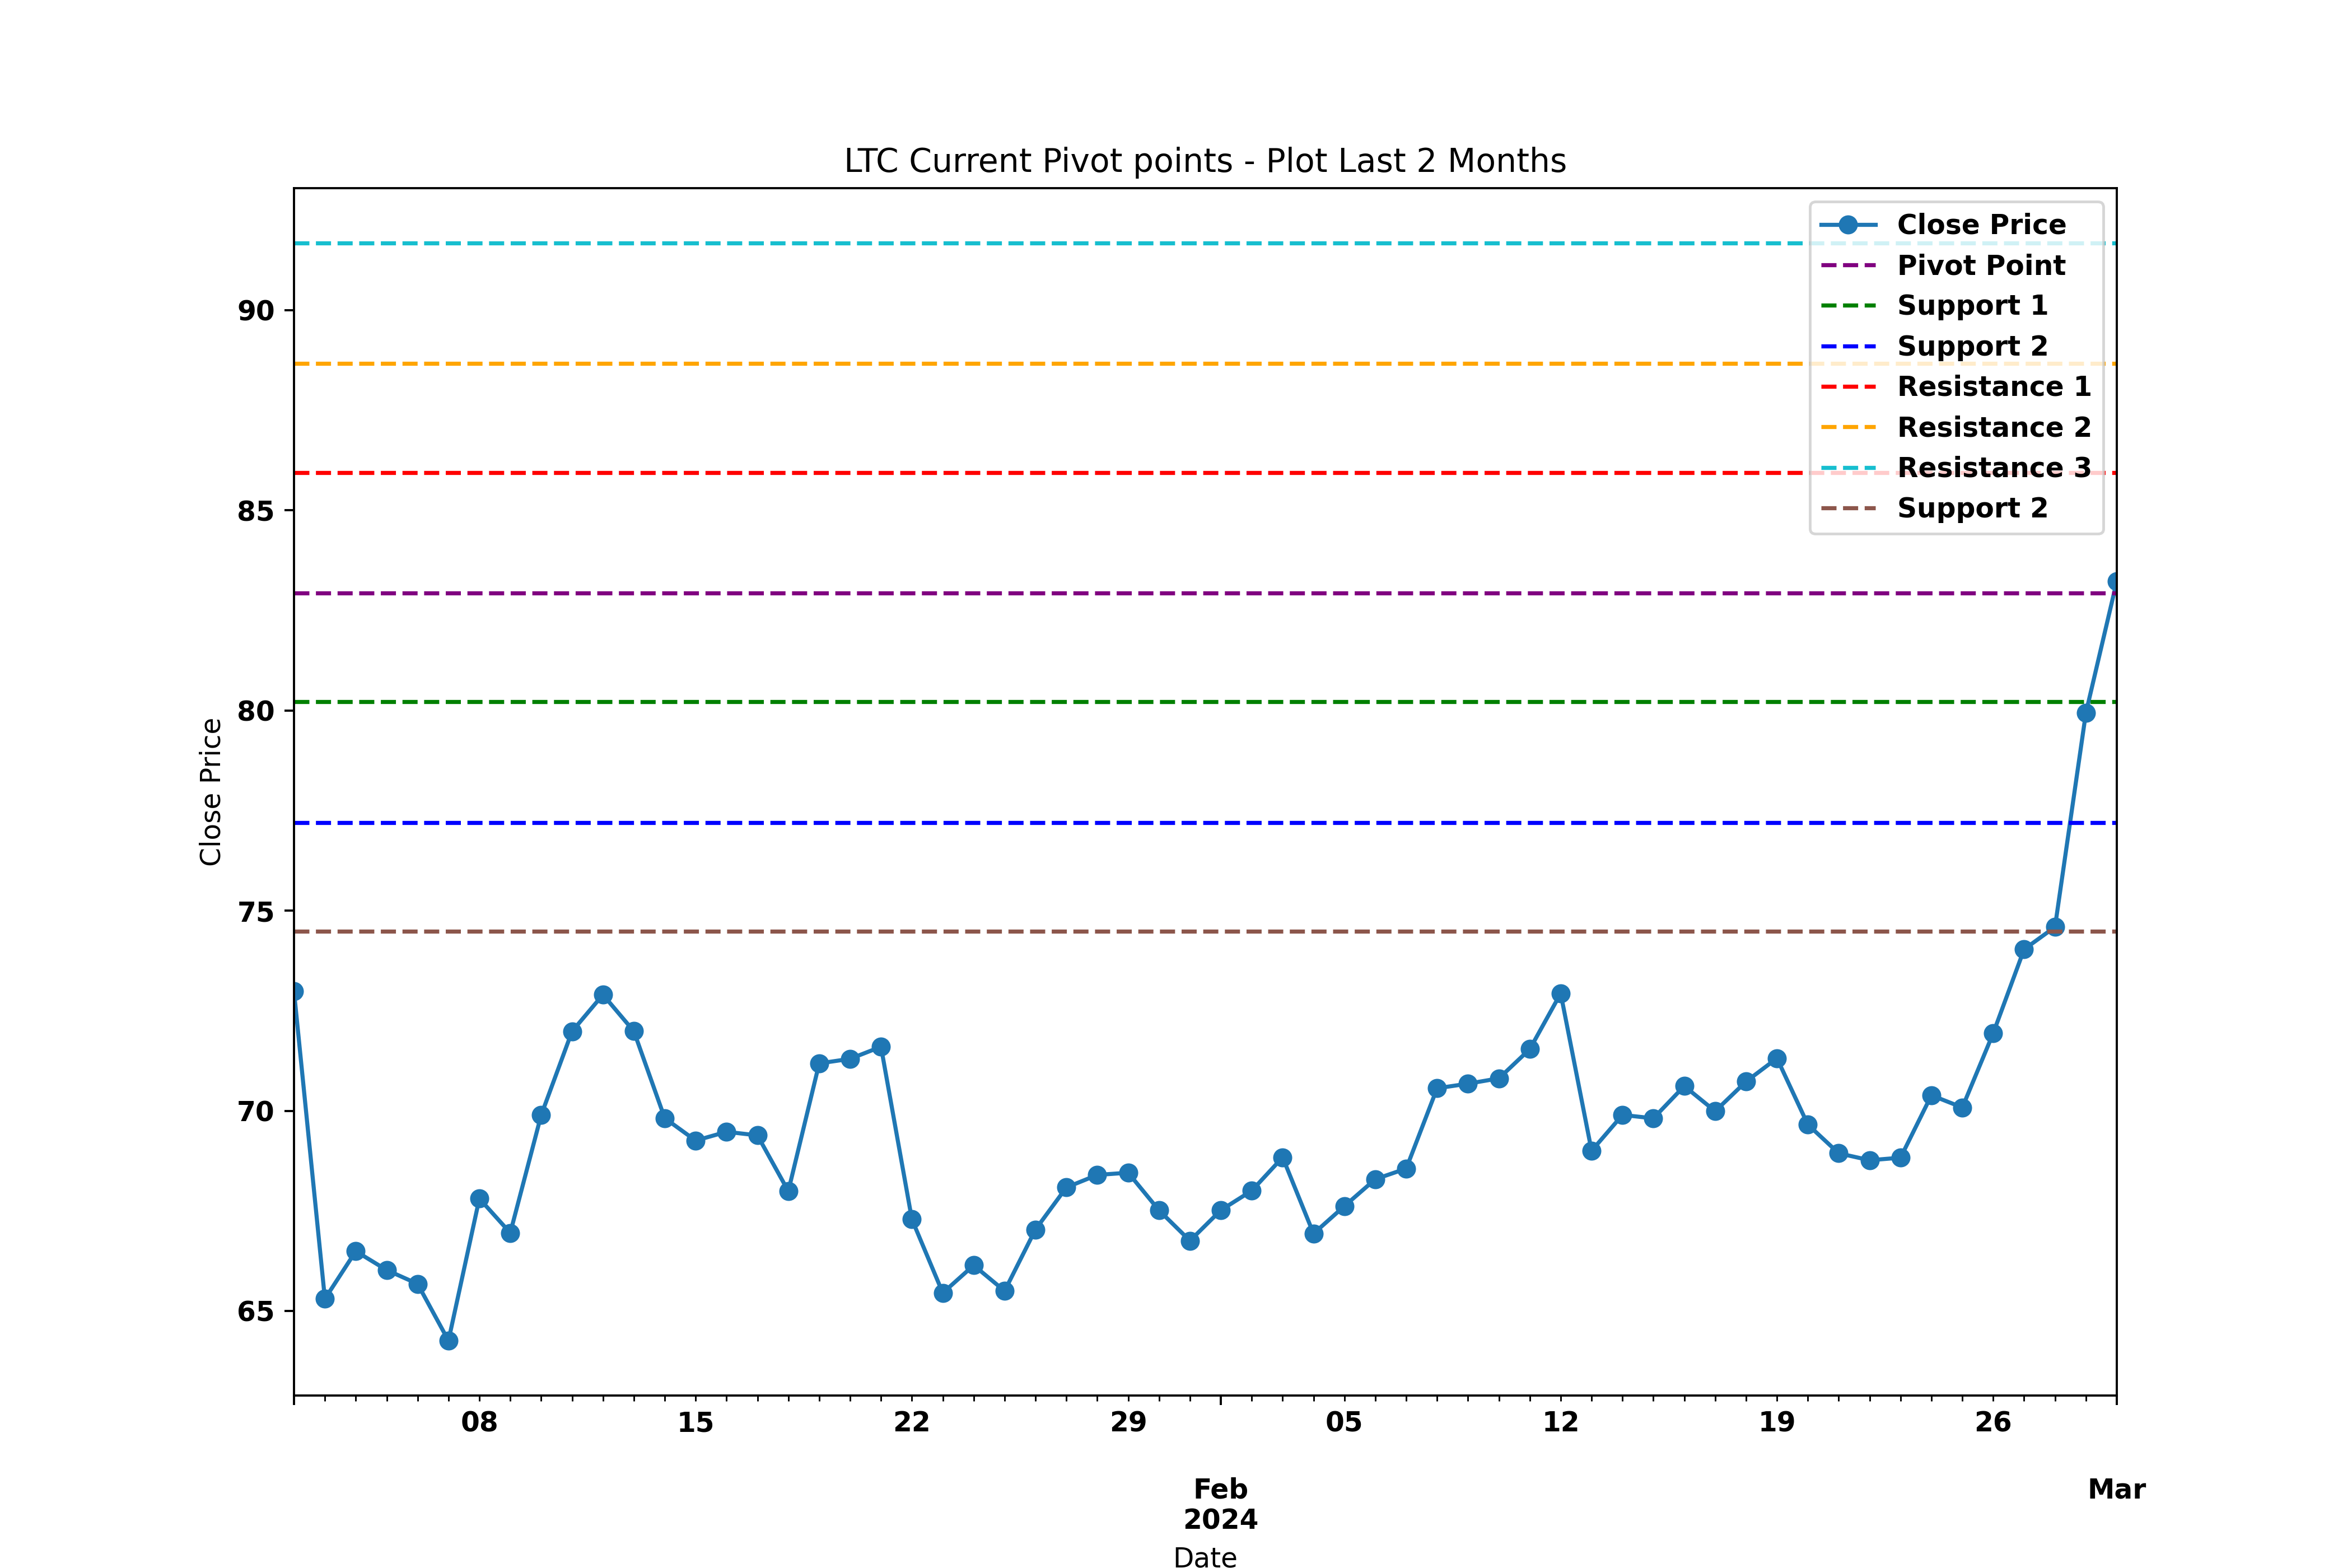 LTC Current Pivot points - Plot Last 2 Months
Close Price
Pivot Point
Support 1
Support 2
Resistance 1
Resistance 2
Resistance 3
Support 2
90
85
80
75
70
65
Close Price
08 15 22 29 05 12 19 26
Feb Mar
2024
Date